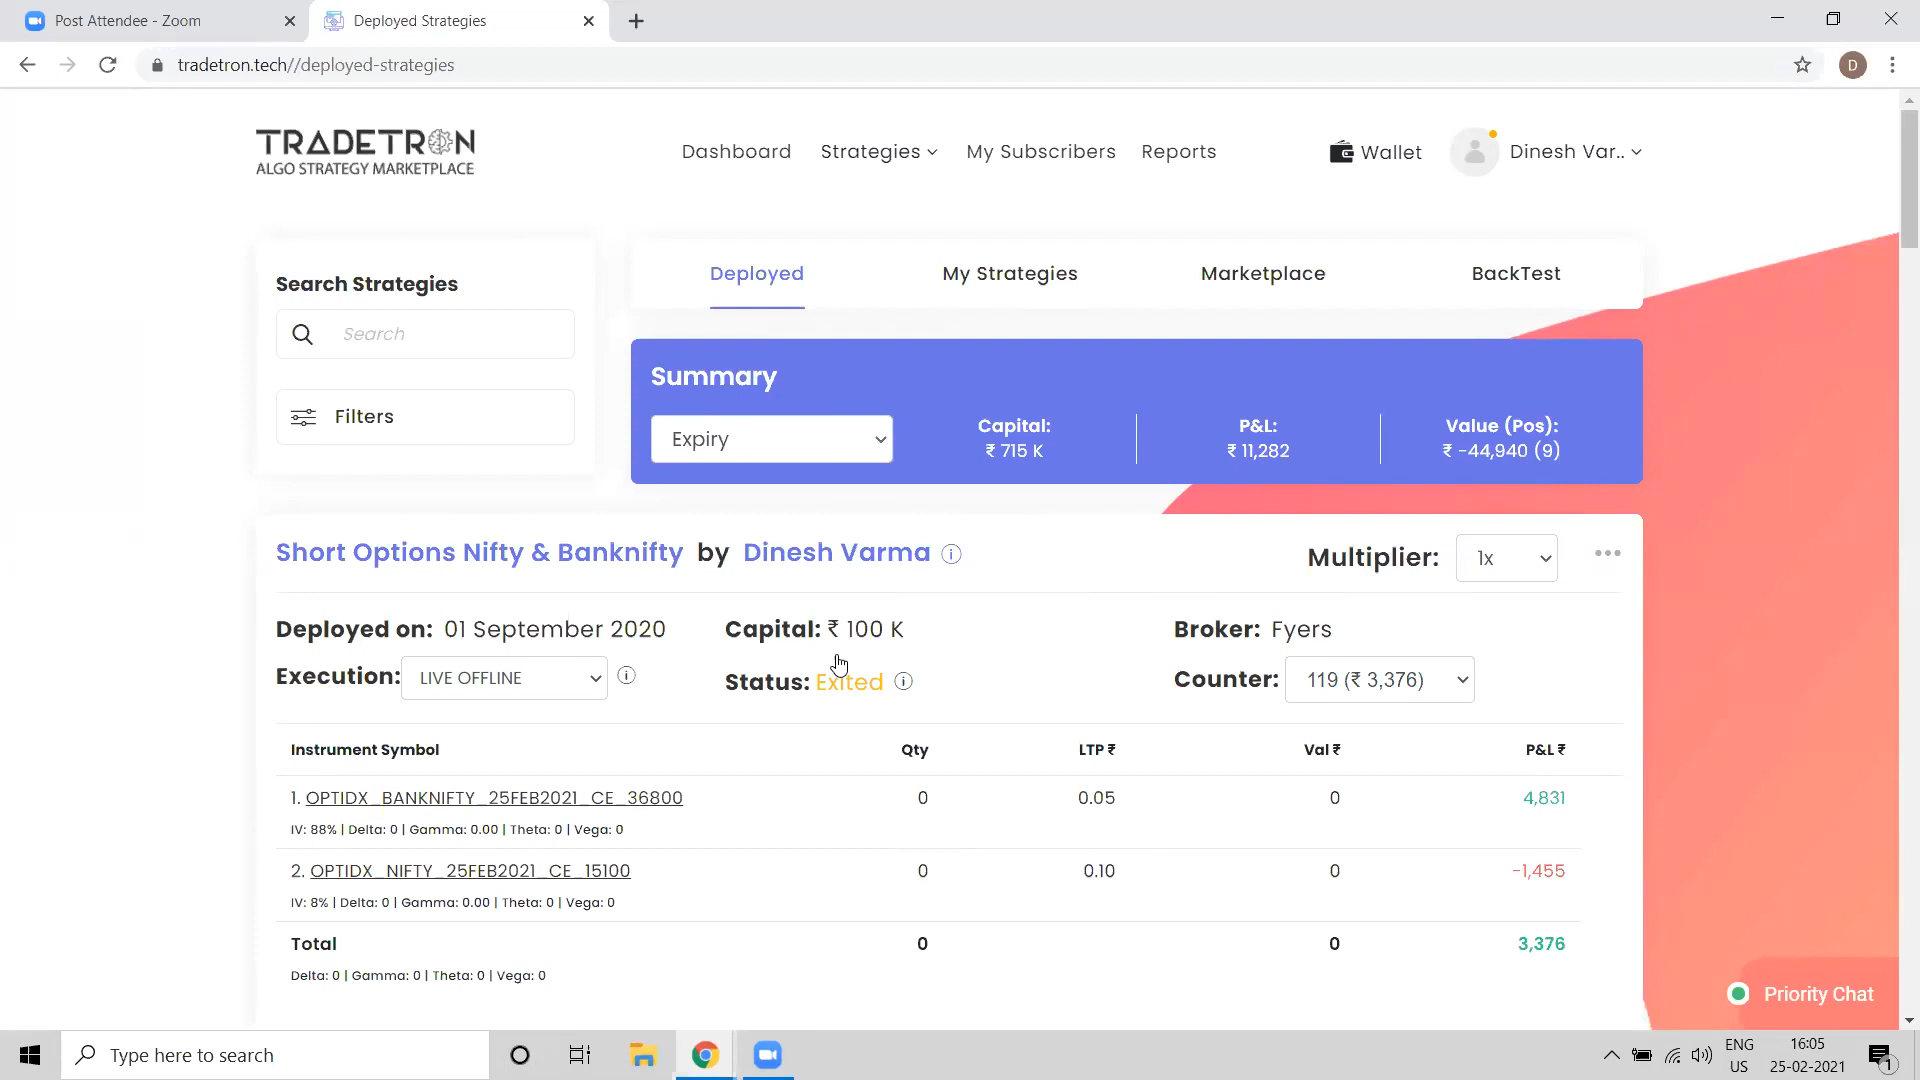 Post Attendee - Zoom
Deployed Strategies
tradetron.tech//deployed-strategies
D
TRADETRON
ALGO STRATEGY MARKETPLACE
Dashboard
Strategies
My Subscribers
Reports
Wallet
Dinesh Var..
Search Strategies
Search
Filters
Deployed
My Strategies
Marketplace
BackTest
Summary
Expiry
Capital:
₹ 715 K
P&L:
₹ 11,282
Value (Pos):
₹ -44,940 (9)
Short Options Nifty & Banknifty by Dinesh Varma
Multiplier: 1x
Deployed on: 01 September 2020
Capital: ₹ 100 K
Broker: Fyers
Execution: LIVE OFFLINE
Status: Exited
Counter: 119 (₹ 3,376)
Instrument Symbol Qty LTP ₹ Val ₹ P&L ₹
1. OPTIDX_BANKNIFTY_25FEB2021_CE_36800 0 0.05 0 4,831
IV: 88% | Delta: 0 | Gamma: 0.00 | Theta: 0 | Vega: 0
2. OPTIDX_NIFTY_25FEB2021_CE_15100 0 0.10 0 -1,455
IV: 8% | Delta: 0 | Gamma: 0.00 | Theta: 0 | Vega: 0
Total 0 0 3,376
Delta: 0 | Gamma: 0 | Theta: 0 | Vega: 0
Priority Chat
Type here to search
ENG
US
16:05
25-02-2021
1